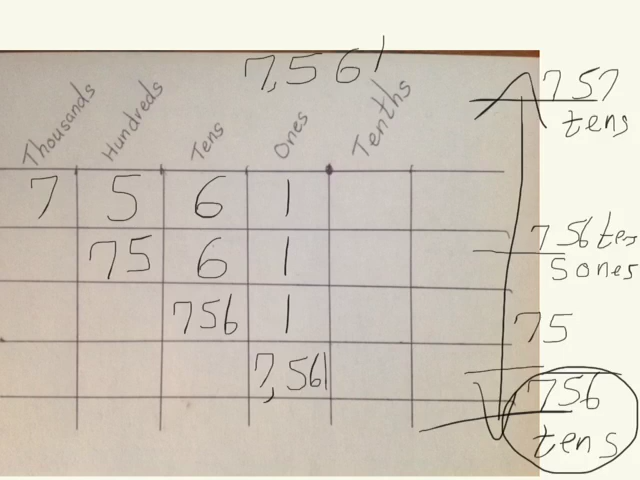 7,561
Thousands Hundreds Tens Ones Tenths
7 5 6 1
75 6 1
756 1
7,561
757
tens
756 tens
5 ones
75
756
tens